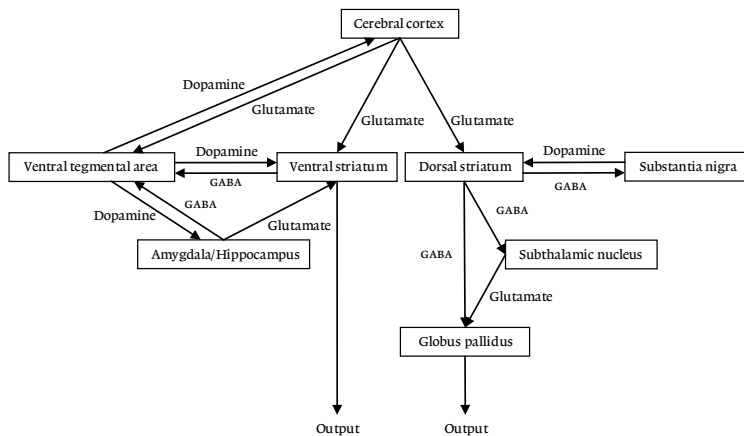 Cerebral cortex
Dopamine
Glutamate
Glutamate
Glutamate
Ventral tegmental area
Dopamine
GABA
Ventral striatum
Dorsal striatum
Dopamine
GABA
Substantia nigra
Dopamine
GABA
Glutamate
GABA
Amygdala/Hippocampus
GABA
Subthalamic nucleus
Glutamate
Globus pallidus
Output
Output